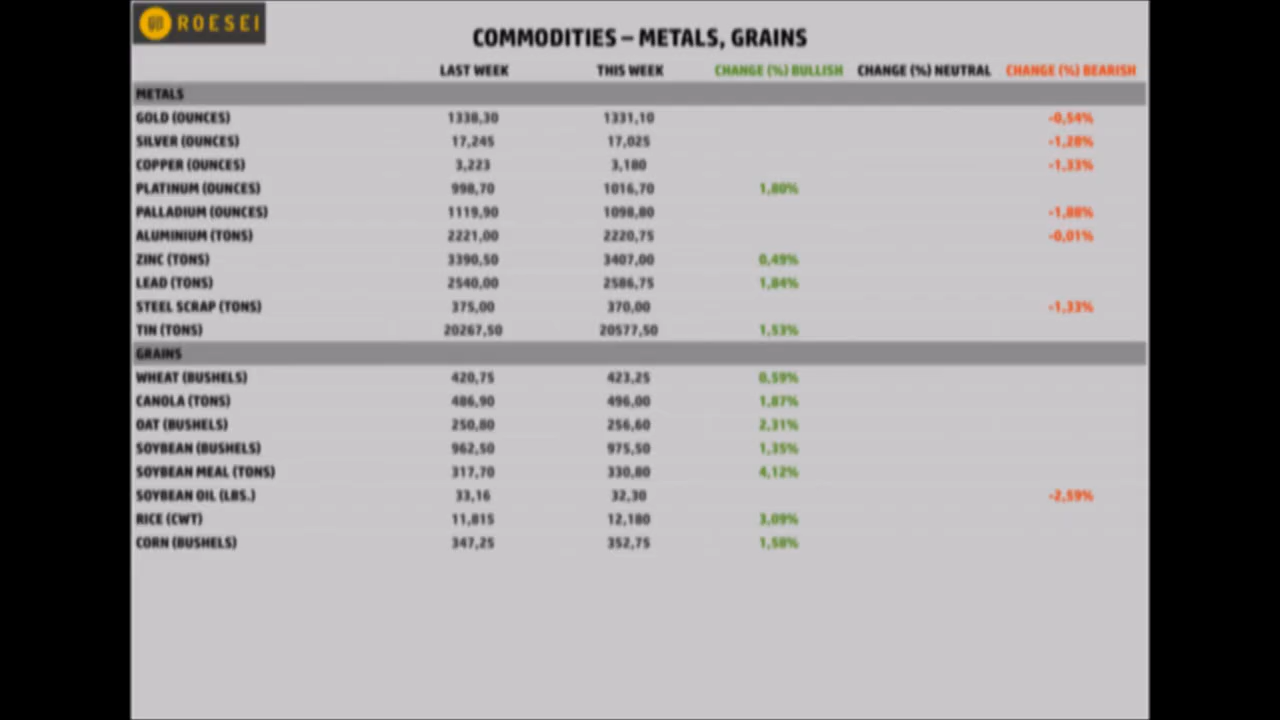 ROESEI
COMMODITIES – METALS, GRAINS
LAST WEEK THIS WEEK CHANGE (%) BULLISH CHANGE (%) NEUTRAL CHANGE (%) BEARISH
METALS
GOLD (OUNCES) 1338,30 1331,10 -0,54%
SILVER (OUNCES) 17,245 17,025 -1,28%
COPPER (OUNCES) 3,223 3,180 -1,33%
PLATINUM (OUNCES) 998,70 1016,70 1,80%
PALLADIUM (OUNCES) 1119,90 1098,80 -1,88%
ALUMINIUM (TONS) 2221,00 2220,75 -0,01%
ZINC (TONS) 3390,50 3407,00 0,49%
LEAD (TONS) 2540,00 2586,75 1,84%
STEEL SCRAP (TONS) 375,00 370,00 -1,33%
TIN (TONS) 20267,50 20577,50 1,53%
GRAINS
WHEAT (BUSHELS) 420,75 423,25 0,59%
CANOLA (TONS) 486,90 496,00 1,87%
OAT (BUSHELS) 250,80 256,60 2,31%
SOYBEAN (BUSHELS) 962,50 975,50 1,35%
SOYBEAN MEAL (TONS) 317,70 330,80 4,12%
SOYBEAN OIL (LBS.) 33,16 32,30 -2,59%
RICE (CWT) 11,815 12,180 3,09%
CORN (BUSHELS) 347,25 352,75 1,58%